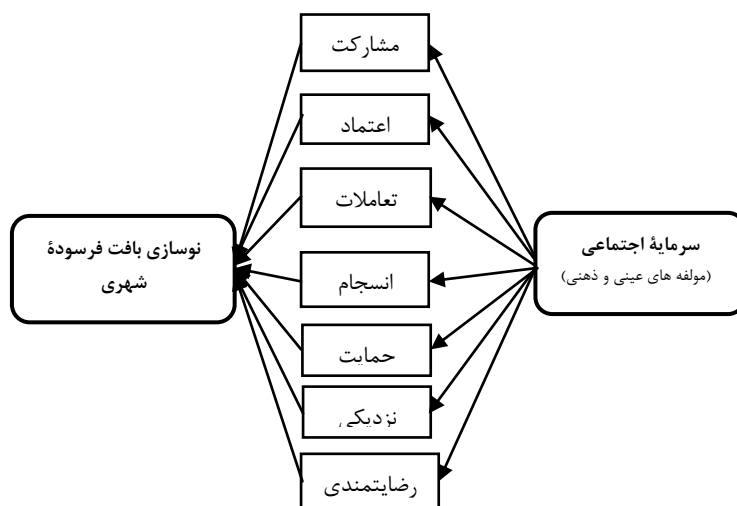 سرمایهٔ اجتماعی
(مولفه های عینی و ذهنی)
مشارکت
اعتماد
تعاملات
انسجام
حمایت
نزدیکی
رضایتمندی
نوسازی بافت فرسودهٔ
شهری